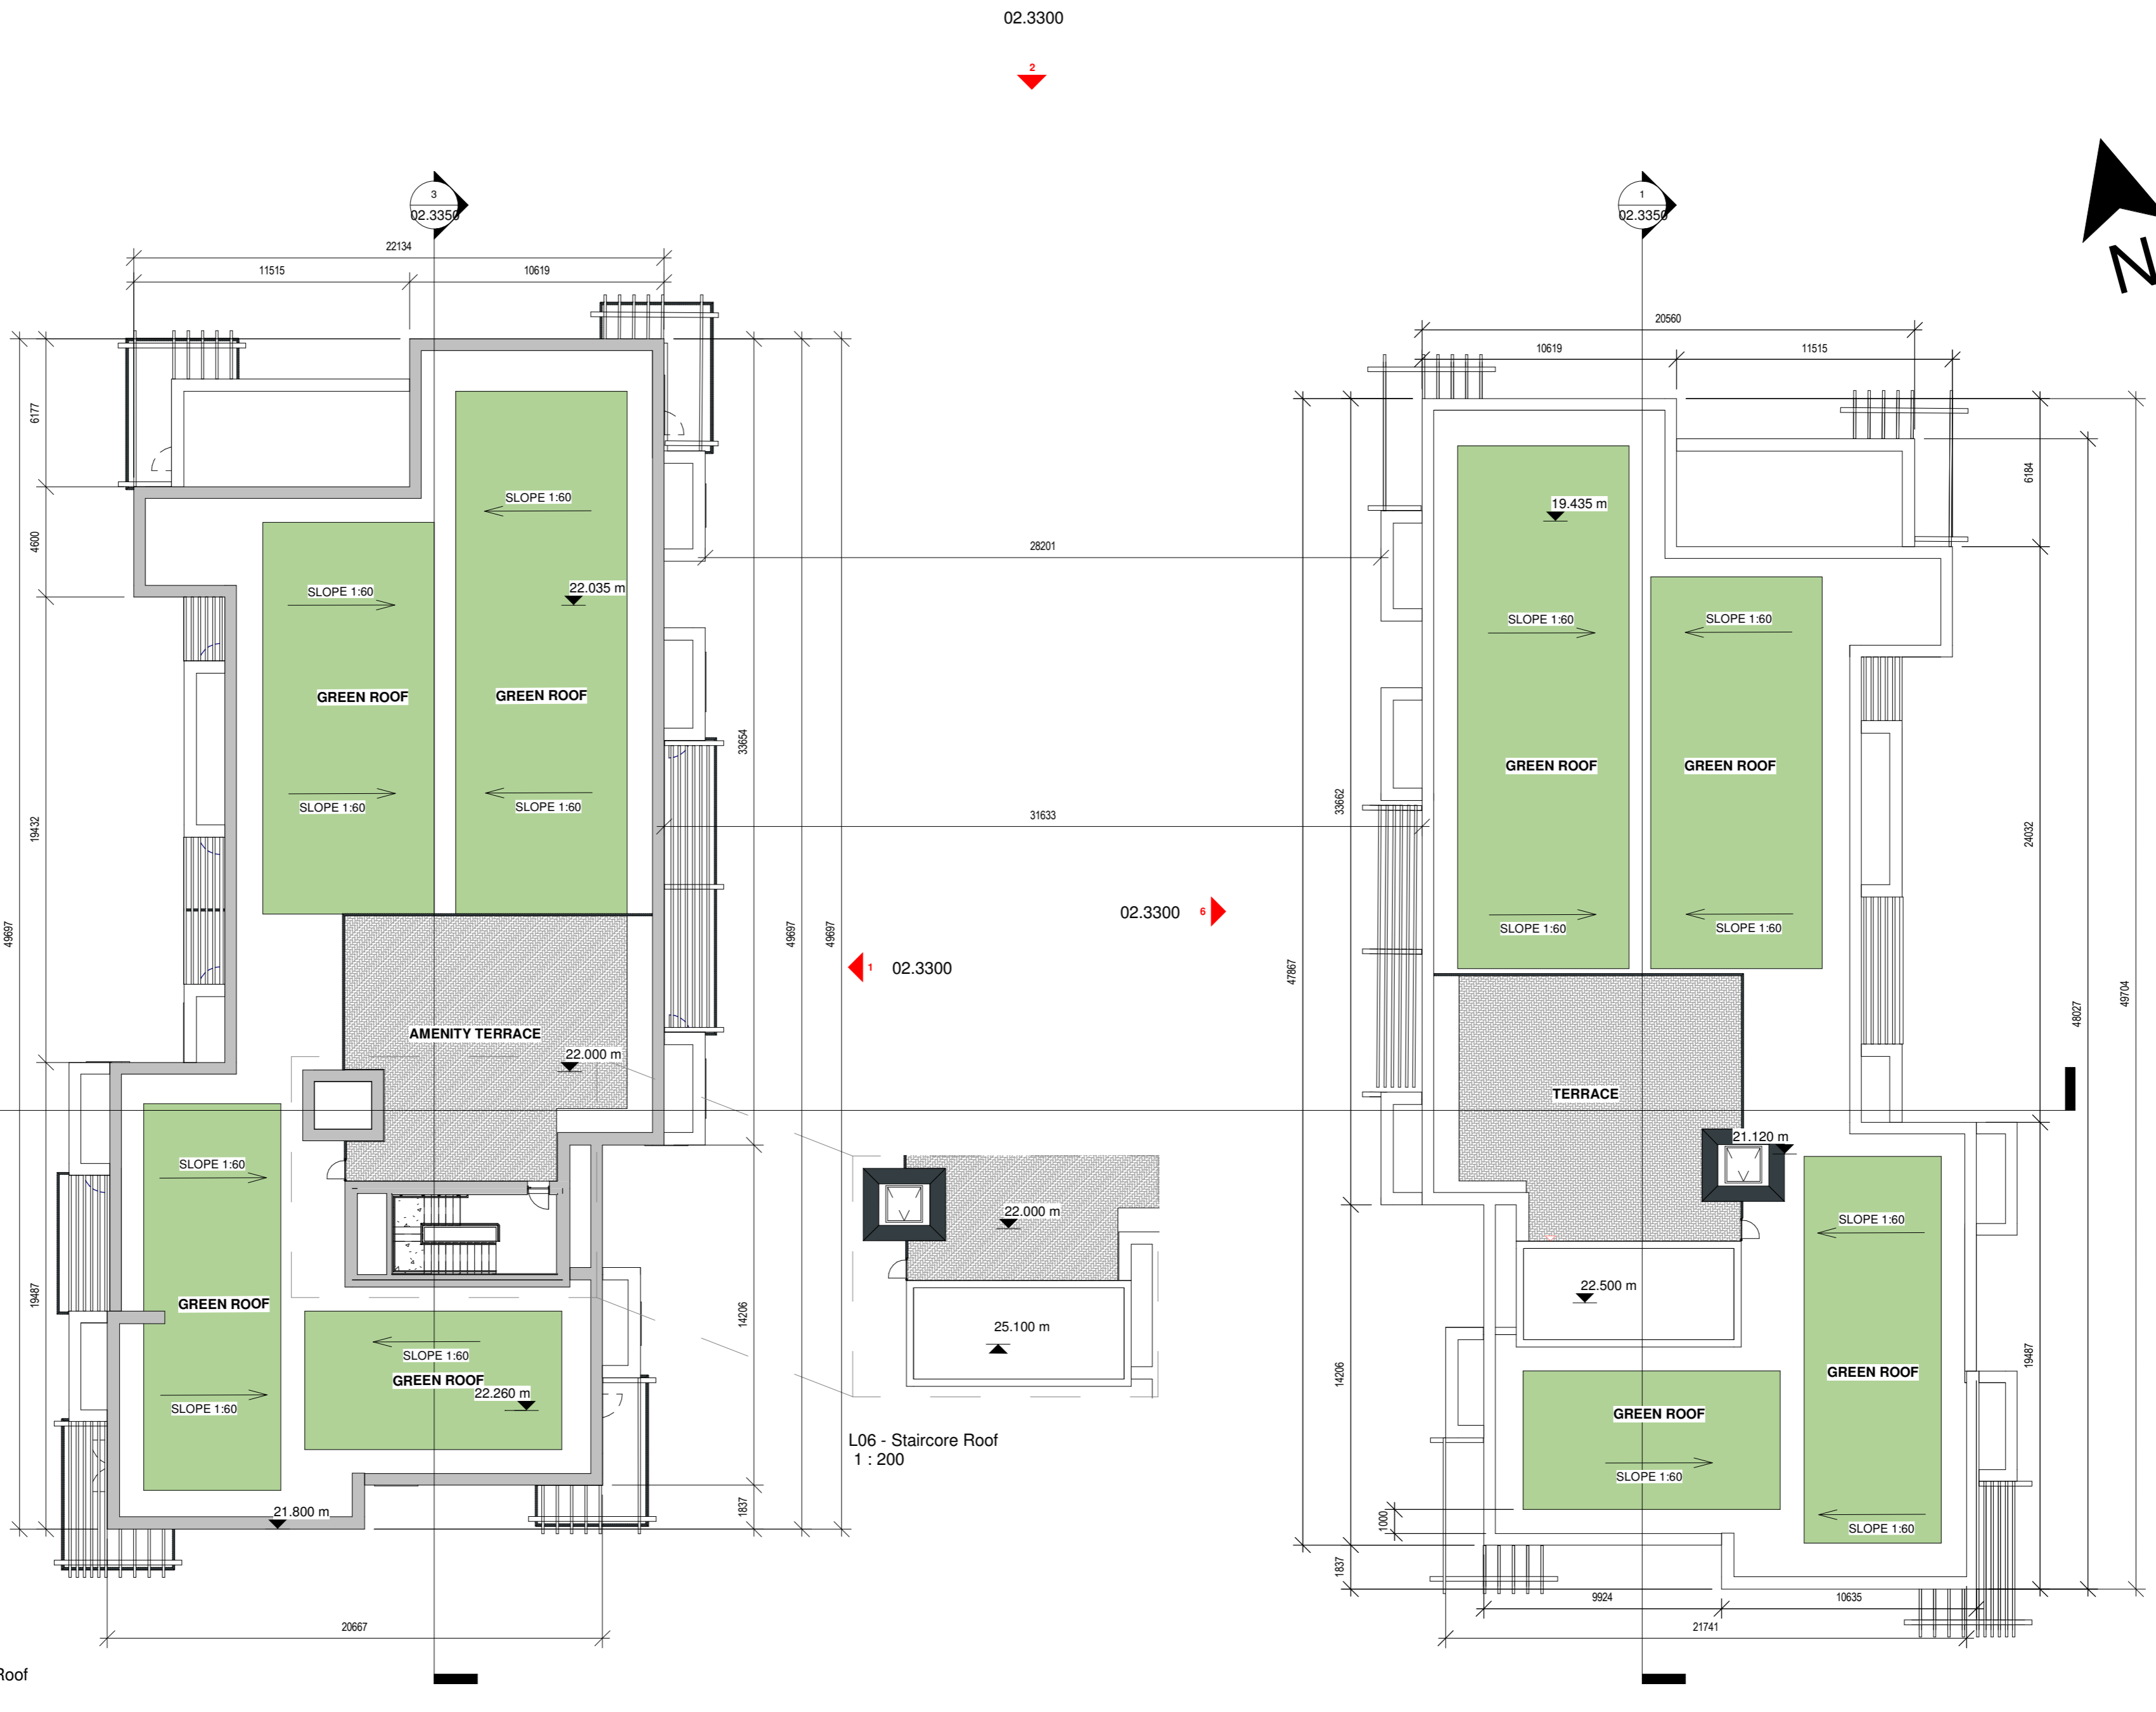 02.3300
2
3
02.3350
1
02.3350
N
22134
11515
10619
20560
10619
11515
6177
4600
19432
49697
19487
SLOPE 1:60
SLOPE 1:60
22.035 m
GREEN ROOF
GREEN ROOF
SLOPE 1:60
SLOPE 1:60
33654
49697
49697
28201
31633
02.3300
6
1
02.3300
AMENITY TERRACE
22.000 m
SLOPE 1:60
GREEN ROOF
SLOPE 1:60
SLOPE 1:60
GREEN ROOF
22.260 m
21.800 m
14206
1837
20667
Roof
22.000 m
25.100 m
L06 - Staircore Roof
1 : 200
19.435 m
SLOPE 1:60
SLOPE 1:60
GREEN ROOF
GREEN ROOF
SLOPE 1:60
SLOPE 1:60
33662
47867
6184
24032
48027
49704
TERRACE
21.120 m
22.500 m
SLOPE 1:60
GREEN ROOF
GREEN ROOF
SLOPE 1:60
SLOPE 1:60
14206
1000
1837
19487
9924
10635
21741